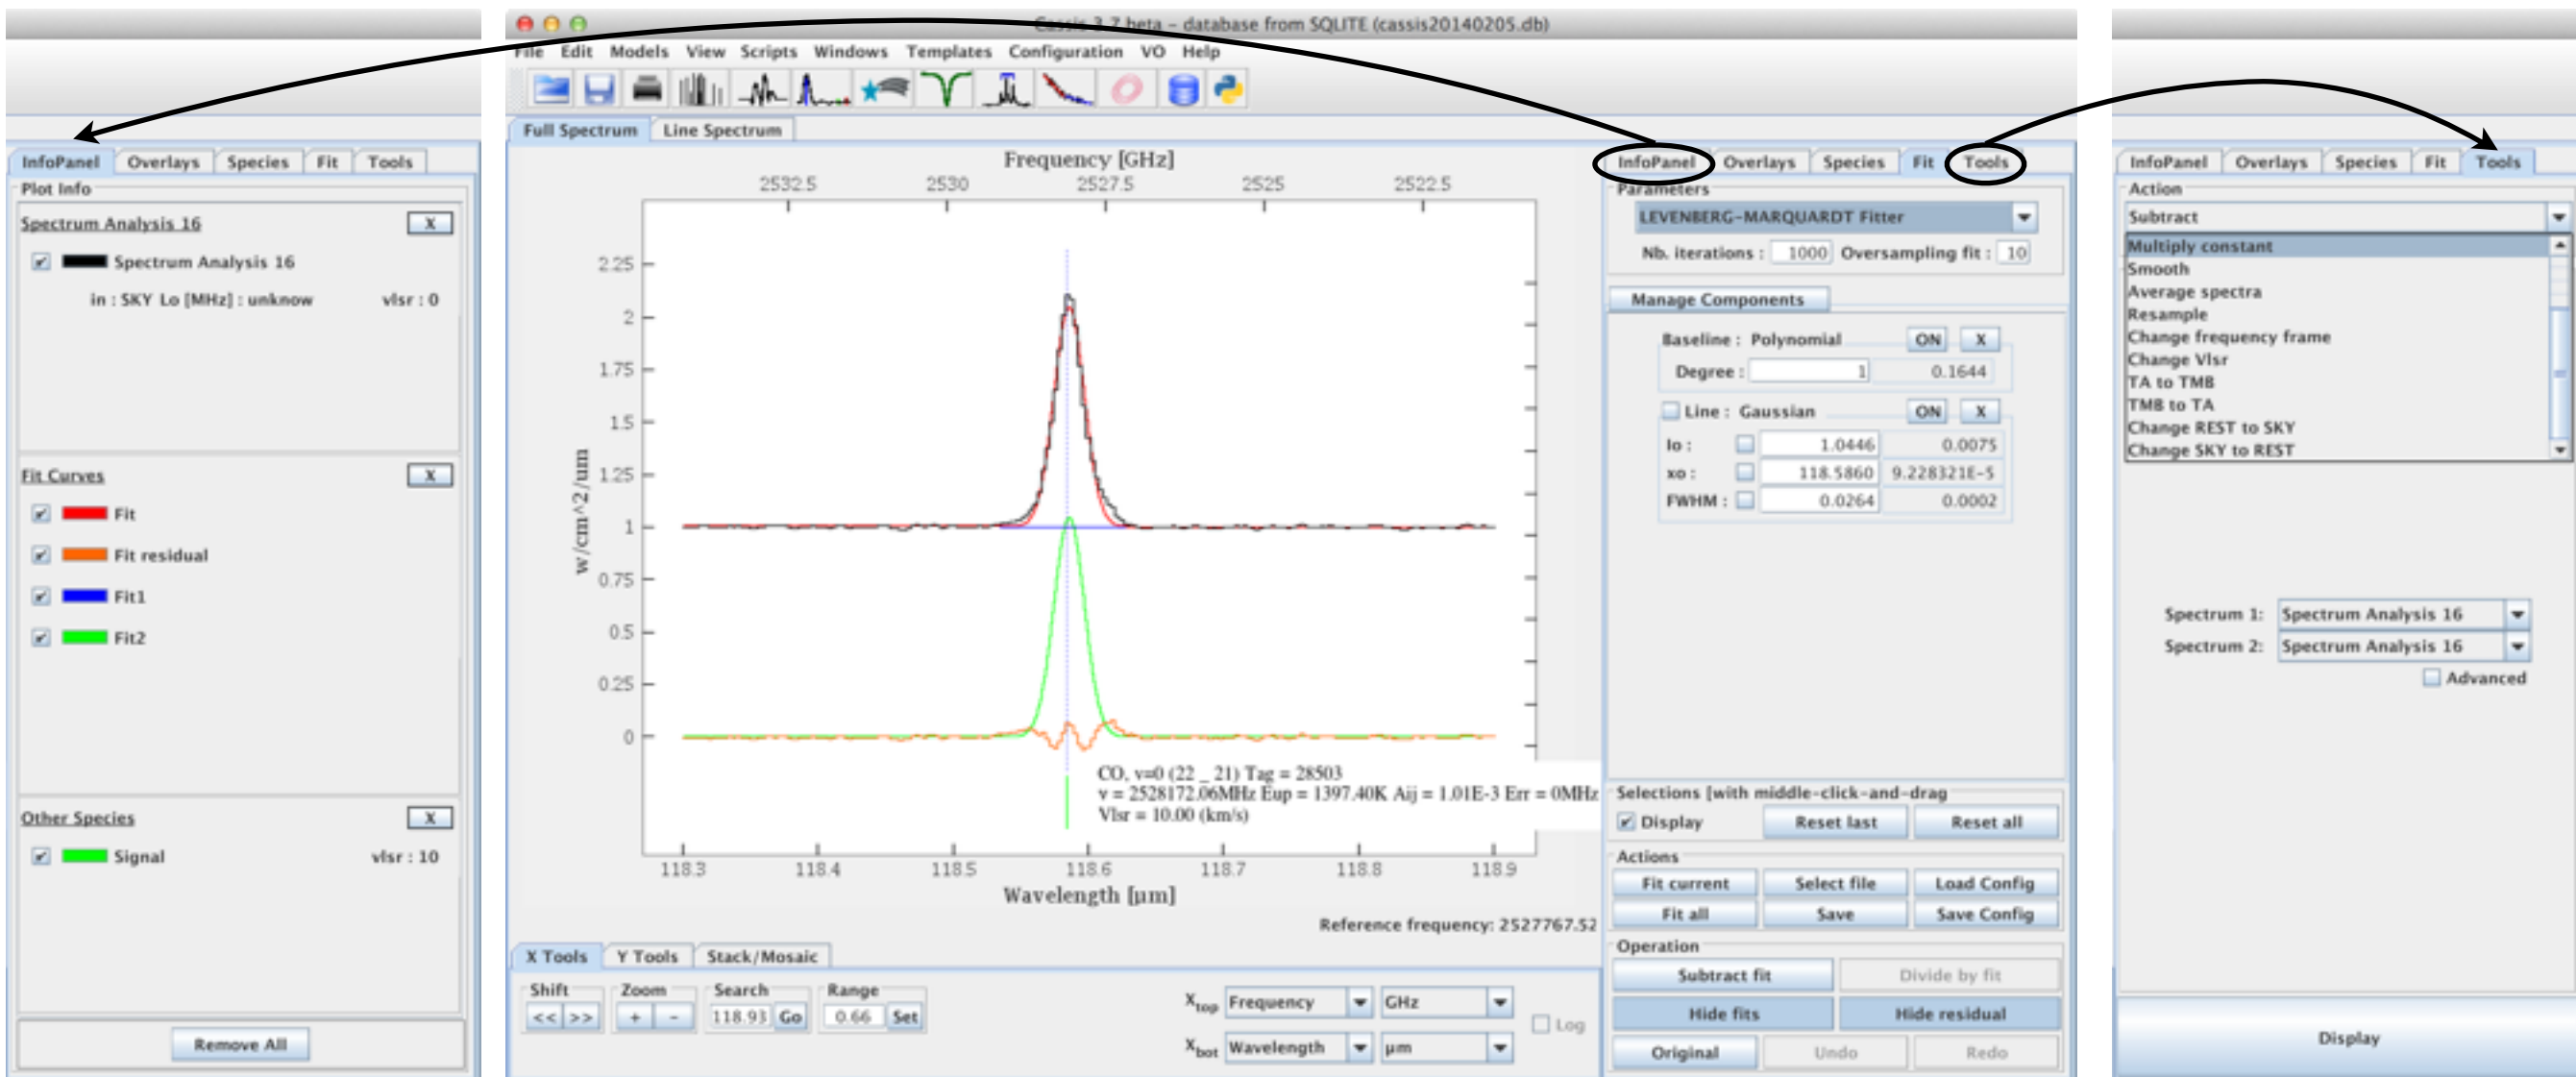 InfoPanel Overlays Species Fit Tools
Plot Info
Spectrum Analysis 16 X
Spectrum Analysis 16
in : SKY Lo [MHz] : unknow vlsr : 0
Fit Curves X
Fit
Fit residual
Fit1
Fit2
Other Species X
Signal vlsr : 10
Remove All
Cassis 3.7 beta – database from SQLITE (cassis20140205.db)
File Edit Models View Scripts Windows Templates Configuration VO Help
Full Spectrum Line Spectrum
Frequency [GHz]
2532.5 2530 2527.5 2525 2522.5
w/cm^2/um
2.25
2
1.75
1.5
1.25
1
0.75
0.5
0.25
0
CO, v=0 (22 _ 21) Tag = 28503
ν = 2528172.06MHz Eup = 1397.40K Aij = 1.01E-3 Err = 0MHz
Vlsr = 10.00 (km/s)
118.3 118.4 118.5 118.6 118.7 118.8 118.9
Wavelength [µm]
Reference frequency: 2527767.52
X Tools Y Tools Stack/Mosaic
Shift Zoom Search Range
<< >> + - 118.93 Go 0.66 Set
Xtop Frequency GHz
Log
Xbot Wavelength µm
InfoPanel Overlays Species Fit Tools
Parameters
LEVENBERG-MARQUARDT Fitter
Nb. iterations : 1000 Oversampling fit : 10
Manage Components
Baseline : Polynomial ON X
Degree : 1 0.1644
Line : Gaussian ON X
Io : 1.0446 0.0075
xo : 118.5860 9.228321E-5
FWHM : 0.0264 0.0002
Selections [with middle-click-and-drag
Display Reset last Reset all
Actions
Fit current Select file Load Config
Fit all Save Save Config
Operation
Subtract fit Divide by fit
Hide fits Hide residual
Original Undo Redo
InfoPanel Overlays Species Fit Tools
Action
Subtract
Multiply constant
Smooth
Average spectra
Resample
Change frequency frame
Change Vlsr
TA to TMB
TMB to TA
Change REST to SKY
Change SKY to REST
Spectrum 1: Spectrum Analysis 16
Spectrum 2: Spectrum Analysis 16
Advanced
Display